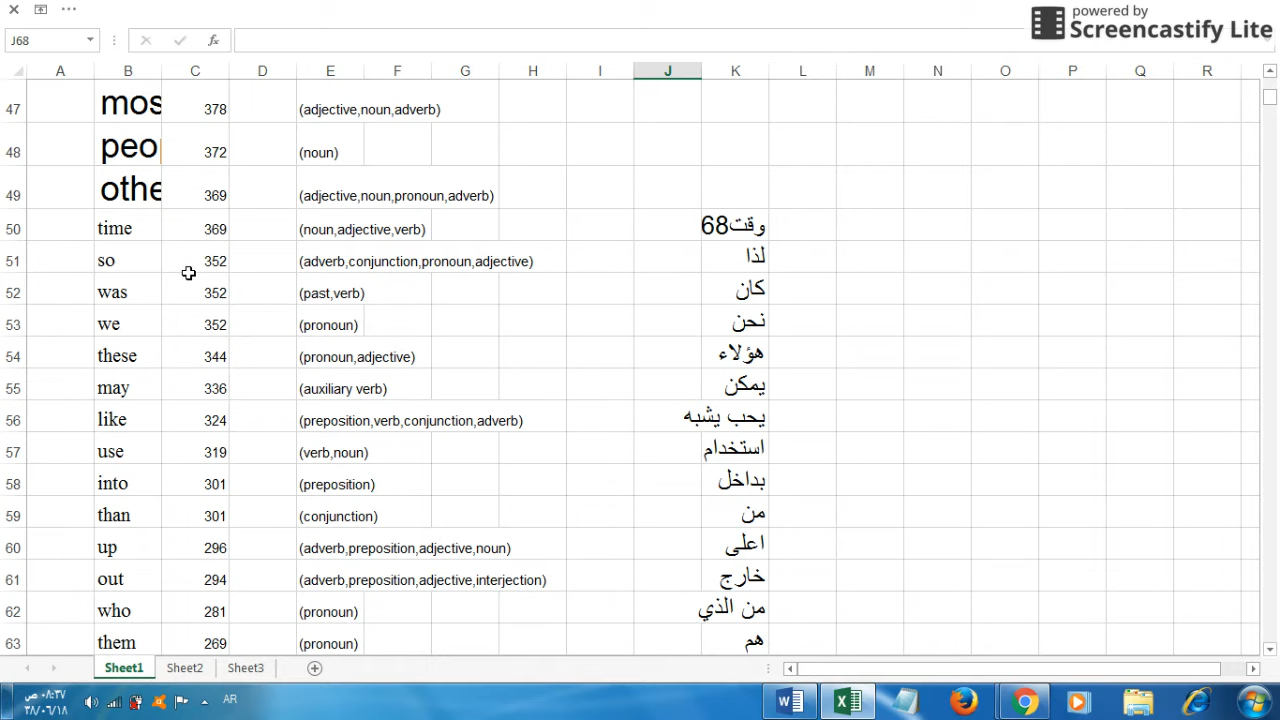 powered by
Screencastify Lite
J68
fx
A B C D E F G H I J K L M N O P Q R
47 mos 378 (adjective,noun,adverb)
48 peo 372 (noun)
49 othe 369 (adjective,noun,pronoun,adverb)
50 time 369 (noun,adjective,verb) وقت68
51 so 352 (adverb,conjunction,pronoun,adjective) لذا
52 was 352 (past,verb) كان
53 we 352 (pronoun) نحن
54 these 344 (pronoun,adjective) هؤلاء
55 may 336 (auxiliary verb) يمكن
56 like 324 (preposition,verb,conjunction,adverb) يحب يشبه
57 use 319 (verb,noun) استخدام
58 into 301 (preposition) بداخل
59 than 301 (conjunction) من
60 up 296 (adverb,preposition,adjective,noun) اعلى
61 out 294 (adverb,preposition,adjective,interjection) خارج
62 who 281 (pronoun) من الذي
63 them 269 (pronoun) هم
Sheet1 Sheet2 Sheet3
٠٨:٣٧ ص
٣٨/٠٦/١٨
AR